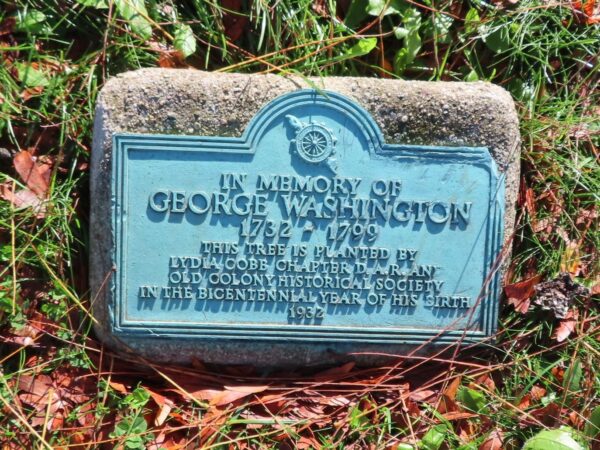 IN MEMORY OF
GEORGE WASHINGTON
1732 - 1799
THIS TREE IS PLANTED BY
LYDIA COBB CHAPTER D.A.R. AND
OLD COLONY HISTORICAL SOCIETY
IN THE BICENTENNIAL YEAR OF HIS BIRTH
1932